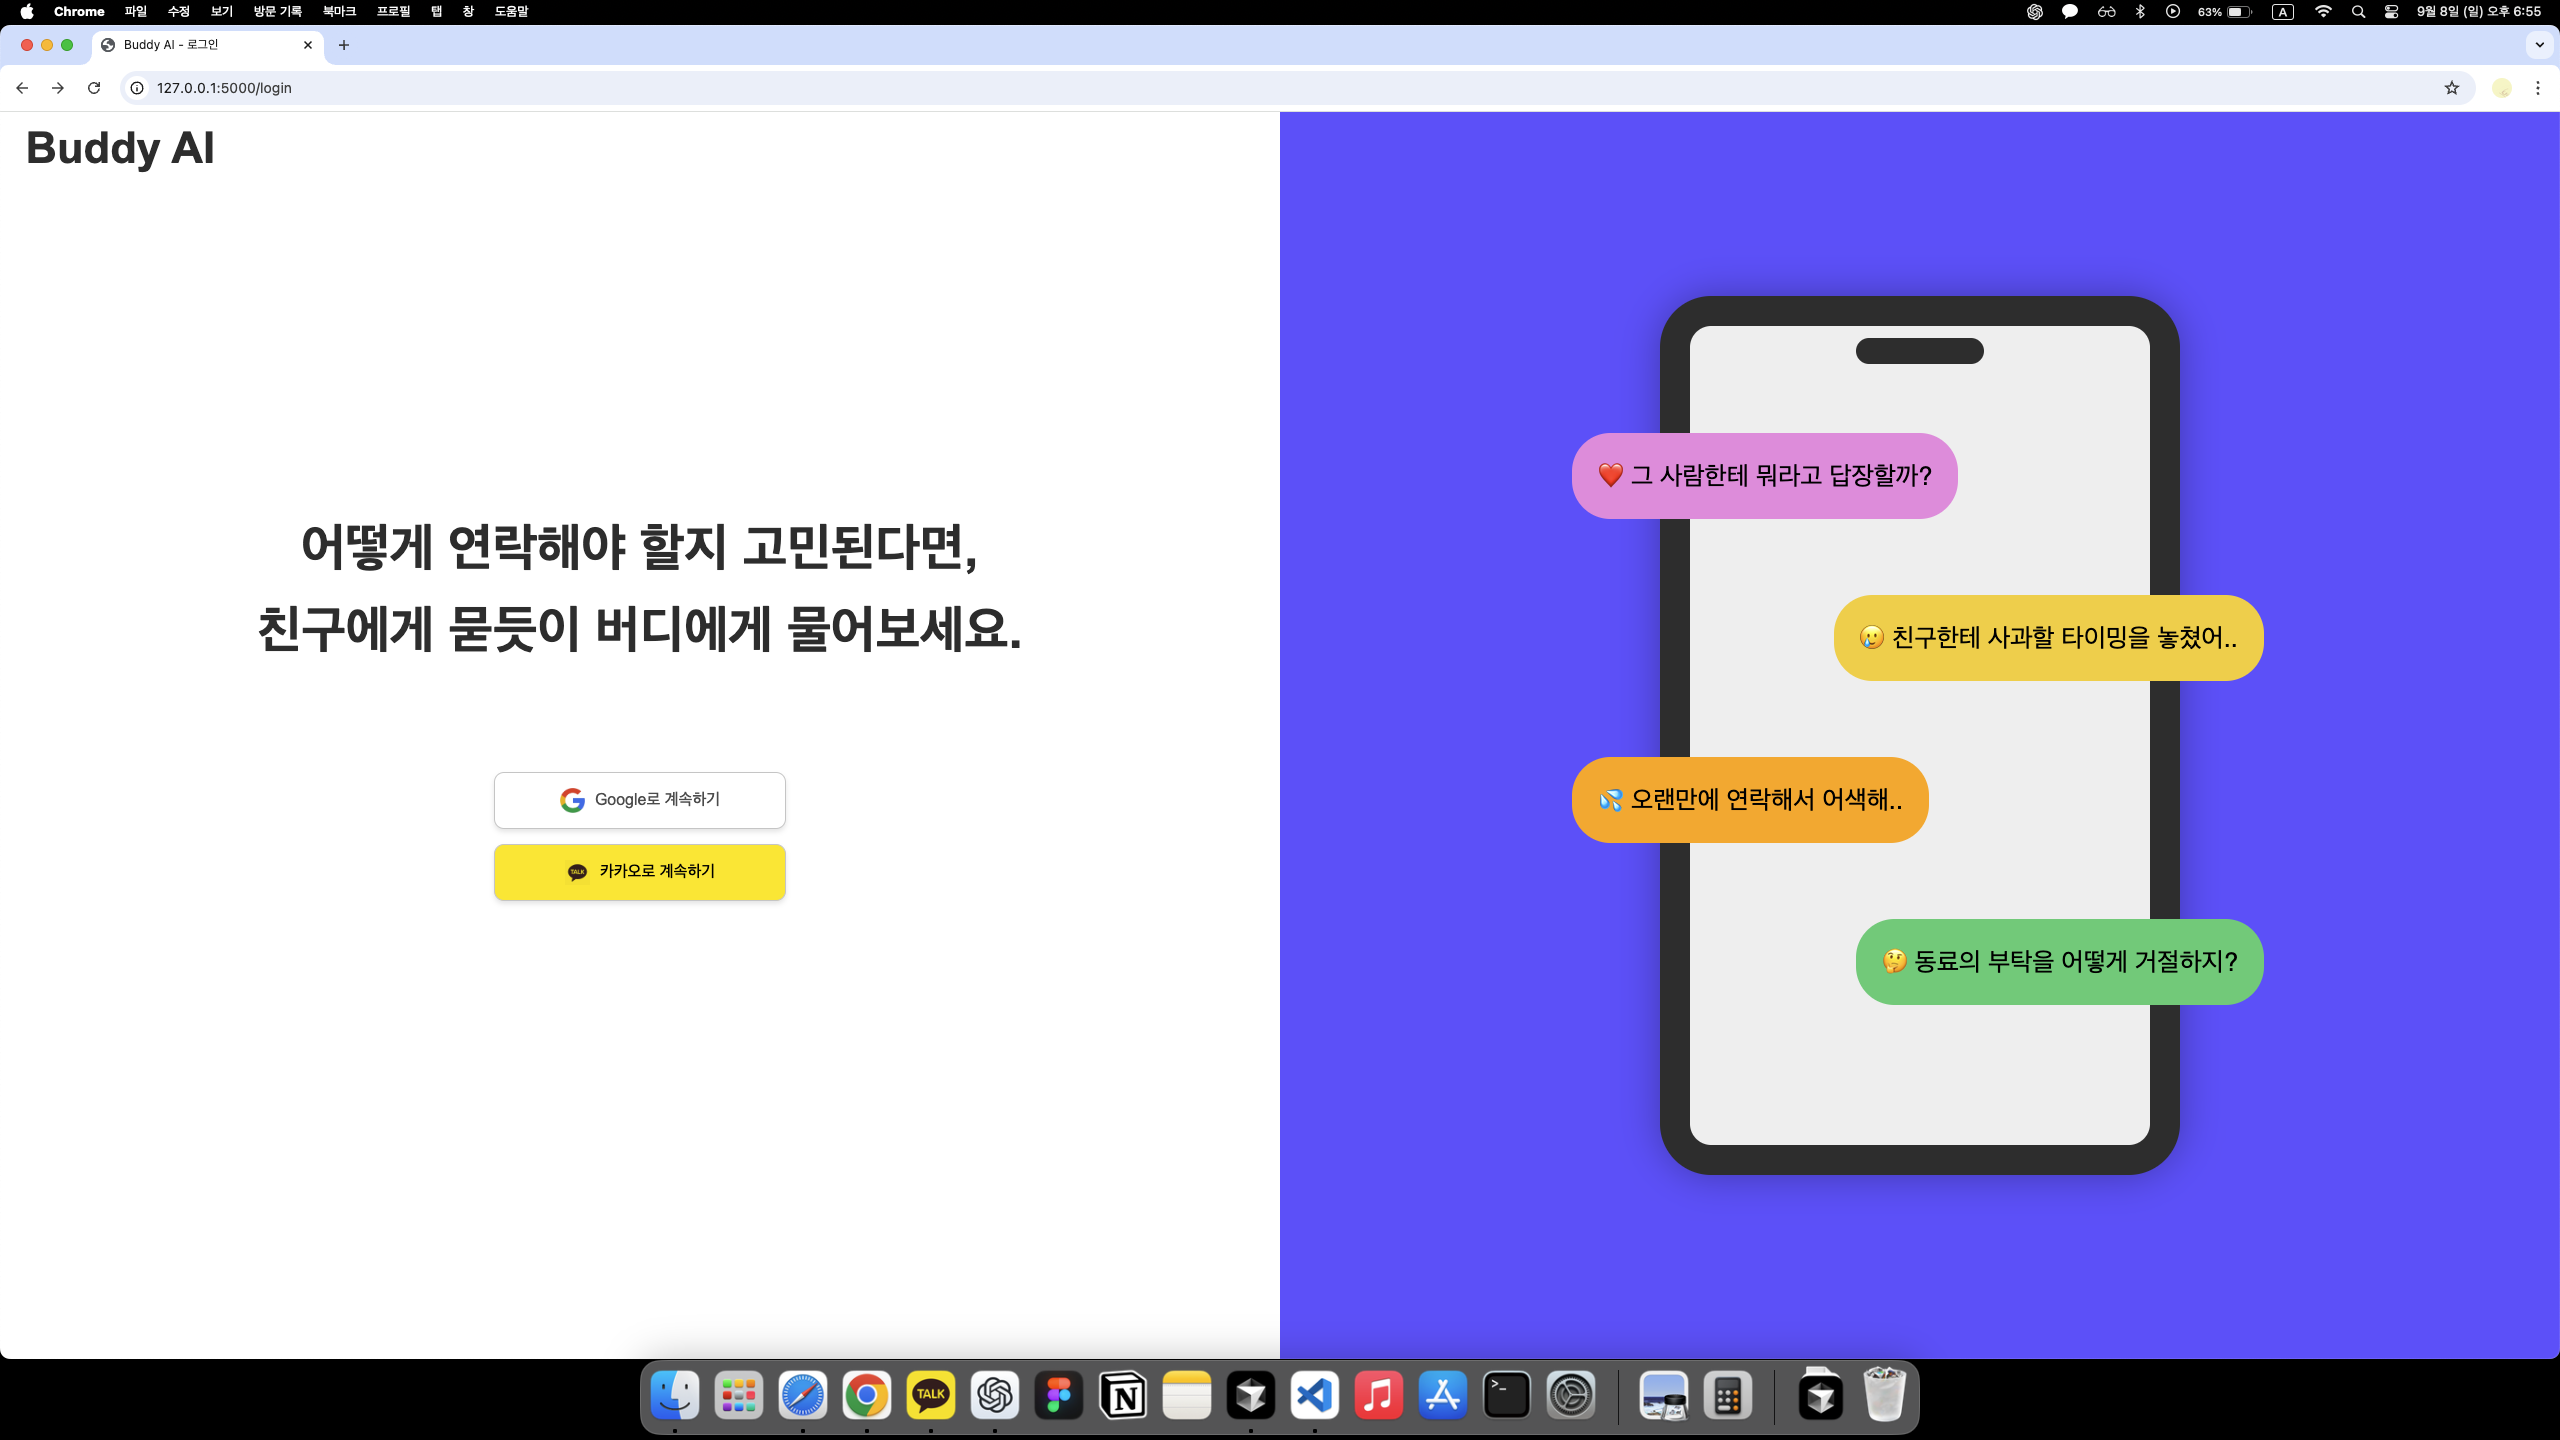 Chrome 파일 수정 보기 방문 기록 북마크 프로필 탭 창 도움말
63% A 9월 8일 (일) 오후 6:55
Buddy AI - 로그인
127.0.0.1:5000/login
Buddy AI
어떻게 연락해야 할지 고민된다면,
친구에게 묻듯이 버디에게 물어보세요.
Google로 계속하기
TALK 카카오로 계속하기
그 사람한테 뭐라고 답장할까?
친구한테 사과할 타이밍을 놓쳤어..
오랜만에 연락해서 어색해..
동료의 부탁을 어떻게 거절하지?
TALK